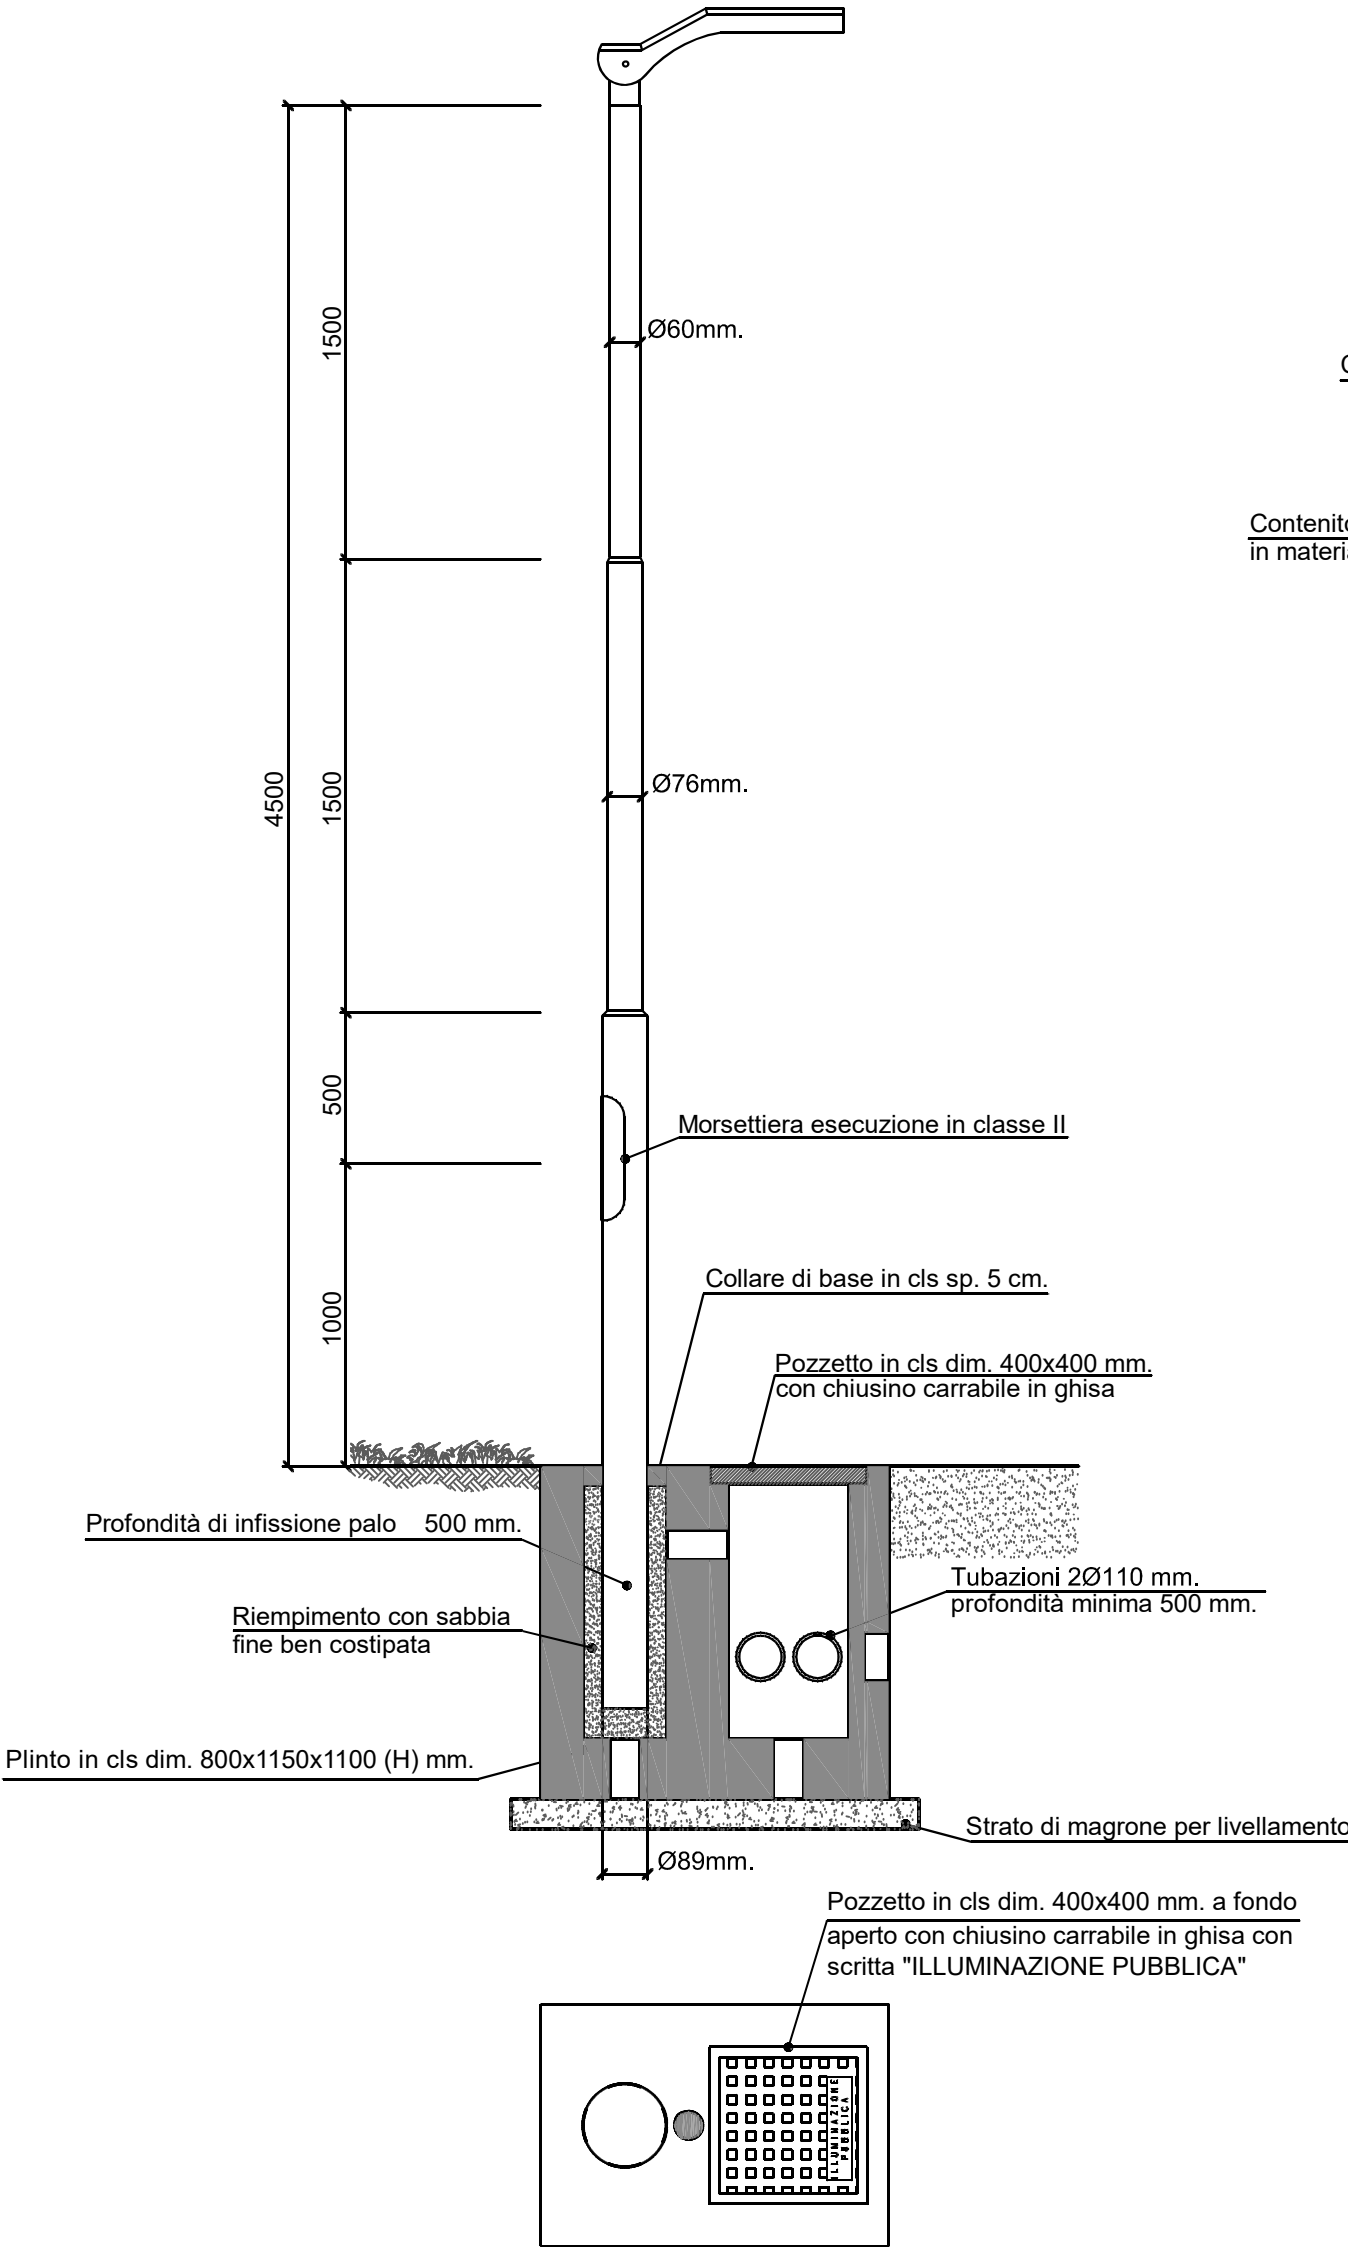 1500
Ø60mm.
Contenito
in materia
4500
1500
Ø76mm.
500
Morsettiera esecuzione in classe II
1000
Collare di base in cls sp. 5 cm.
Pozzetto in cls dim. 400x400 mm.
con chiusino carrabile in ghisa
Profondità di infissione palo 500 mm.
Tubazioni 2Ø110 mm.
profondità minima 500 mm.
Riempimento con sabbia
fine ben costipata
Plinto in cls dim. 800x1150x1100 (H) mm.
Strato di magrone per livellamento
Ø89mm.
Pozzetto in cls dim. 400x400 mm. a fondo
aperto con chiusino carrabile in ghisa con
scritta "ILLUMINAZIONE PUBBLICA"
ILLUMINAZIONE
PUBBLICA